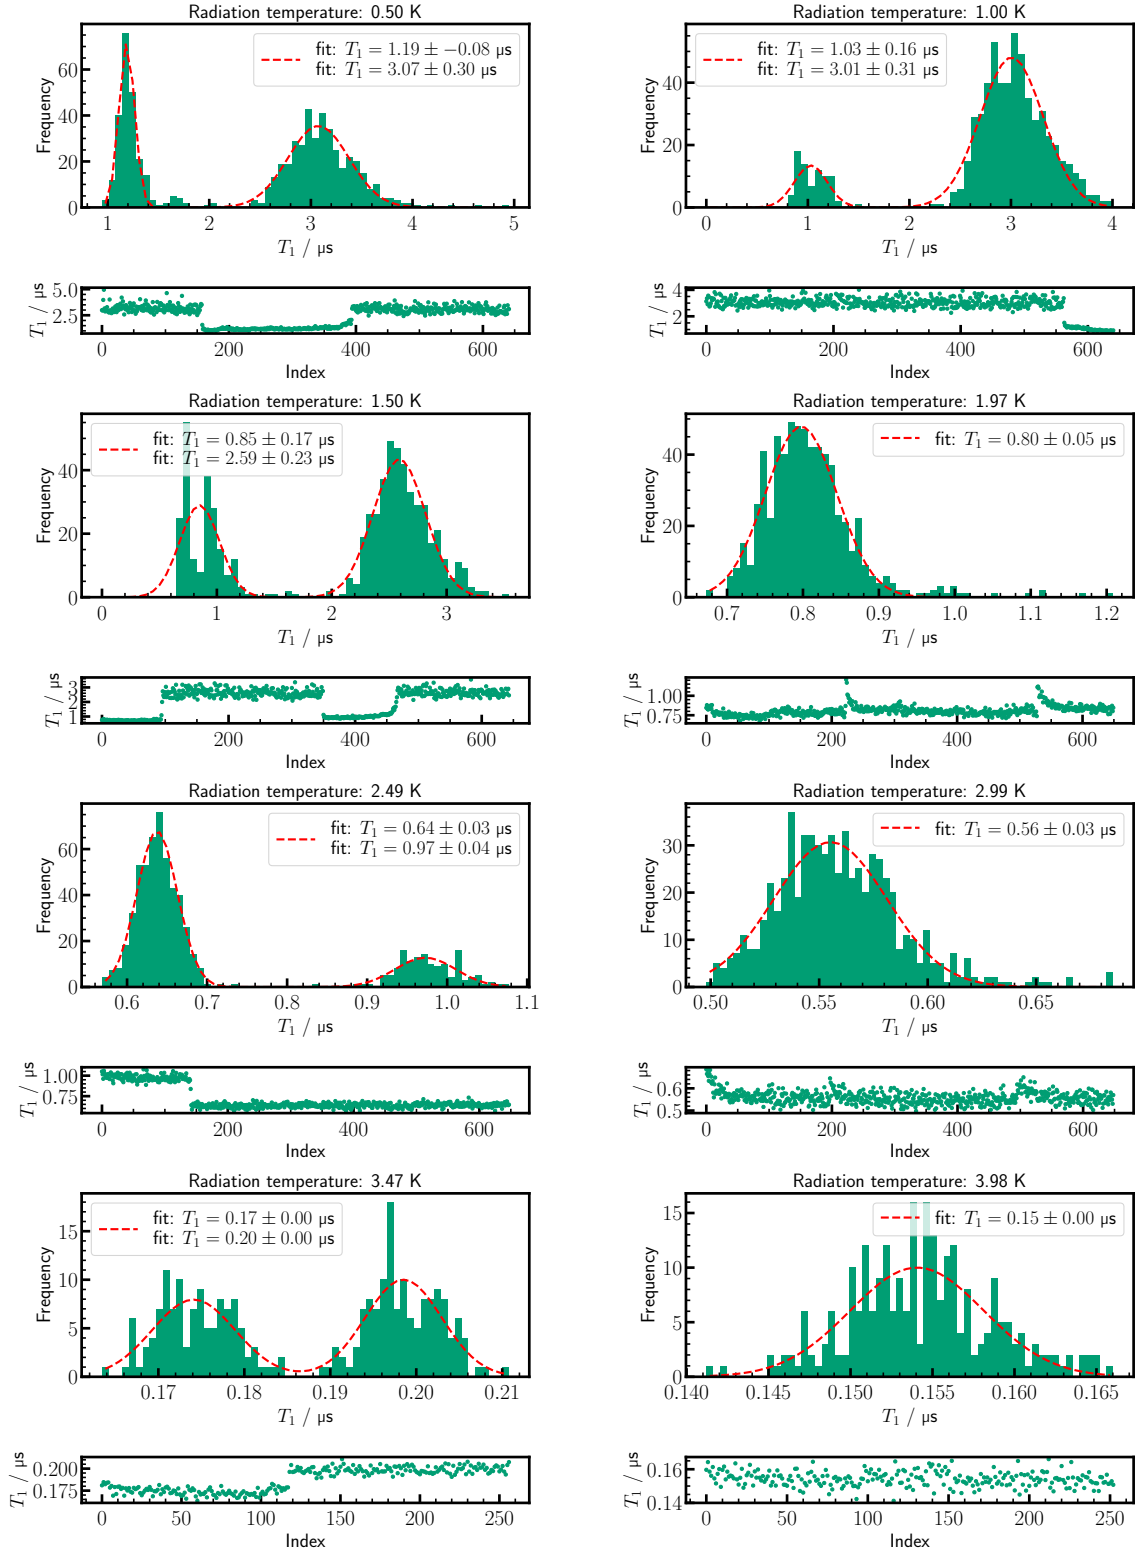 Radiation temperature: 0.50 K
fit: T₁ = 1.19 ± −0.08 µs
fit: T₁ = 3.07 ± 0.30 µs
Frequency
60
40
20
0
1 2 3 4 5
T₁ / µs
T₁ / µs
5.0
2.5
0 200 400 600
Index
Radiation temperature: 1.00 K
fit: T₁ = 1.03 ± 0.16 µs
fit: T₁ = 3.01 ± 0.31 µs
Frequency
40
20
0
0 1 2 3 4
T₁ / µs
T₁ / µs
4
2
0 200 400 600
Index
Radiation temperature: 1.50 K
fit: T₁ = 0.85 ± 0.17 µs
fit: T₁ = 2.59 ± 0.23 µs
Frequency
40
20
0
0 1 2 3
T₁ / µs
T₁ / µs
3
2
1
0 200 400 600
Index
Radiation temperature: 1.97 K
fit: T₁ = 0.80 ± 0.05 µs
Frequency
40
20
0
0.7 0.8 0.9 1.0 1.1 1.2
T₁ / µs
T₁ / µs
1.00
0.75
0 200 400 600
Index
Radiation temperature: 2.49 K
fit: T₁ = 0.64 ± 0.03 µs
fit: T₁ = 0.97 ± 0.04 µs
Frequency
60
40
20
0
0.6 0.7 0.8 0.9 1.0 1.1
T₁ / µs
T₁ / µs
1.00
0.75
0 200 400 600
Index
Radiation temperature: 2.99 K
fit: T₁ = 0.56 ± 0.03 µs
Frequency
30
20
10
0
0.50 0.55 0.60 0.65
T₁ / µs
T₁ / µs
0.6
0.5
0 200 400 600
Index
Radiation temperature: 3.47 K
fit: T₁ = 0.17 ± 0.00 µs
fit: T₁ = 0.20 ± 0.00 µs
Frequency
15
10
5
0
0.17 0.18 0.19 0.20 0.21
T₁ / µs
T₁ / µs
0.200
0.175
0 50 100 150 200 250
Index
Radiation temperature: 3.98 K
fit: T₁ = 0.15 ± 0.00 µs
Frequency
15
10
5
0
0.140 0.145 0.150 0.155 0.160 0.165
T₁ / µs
T₁ / µs
0.16
0.14
0 50 100 150 200 250
Index